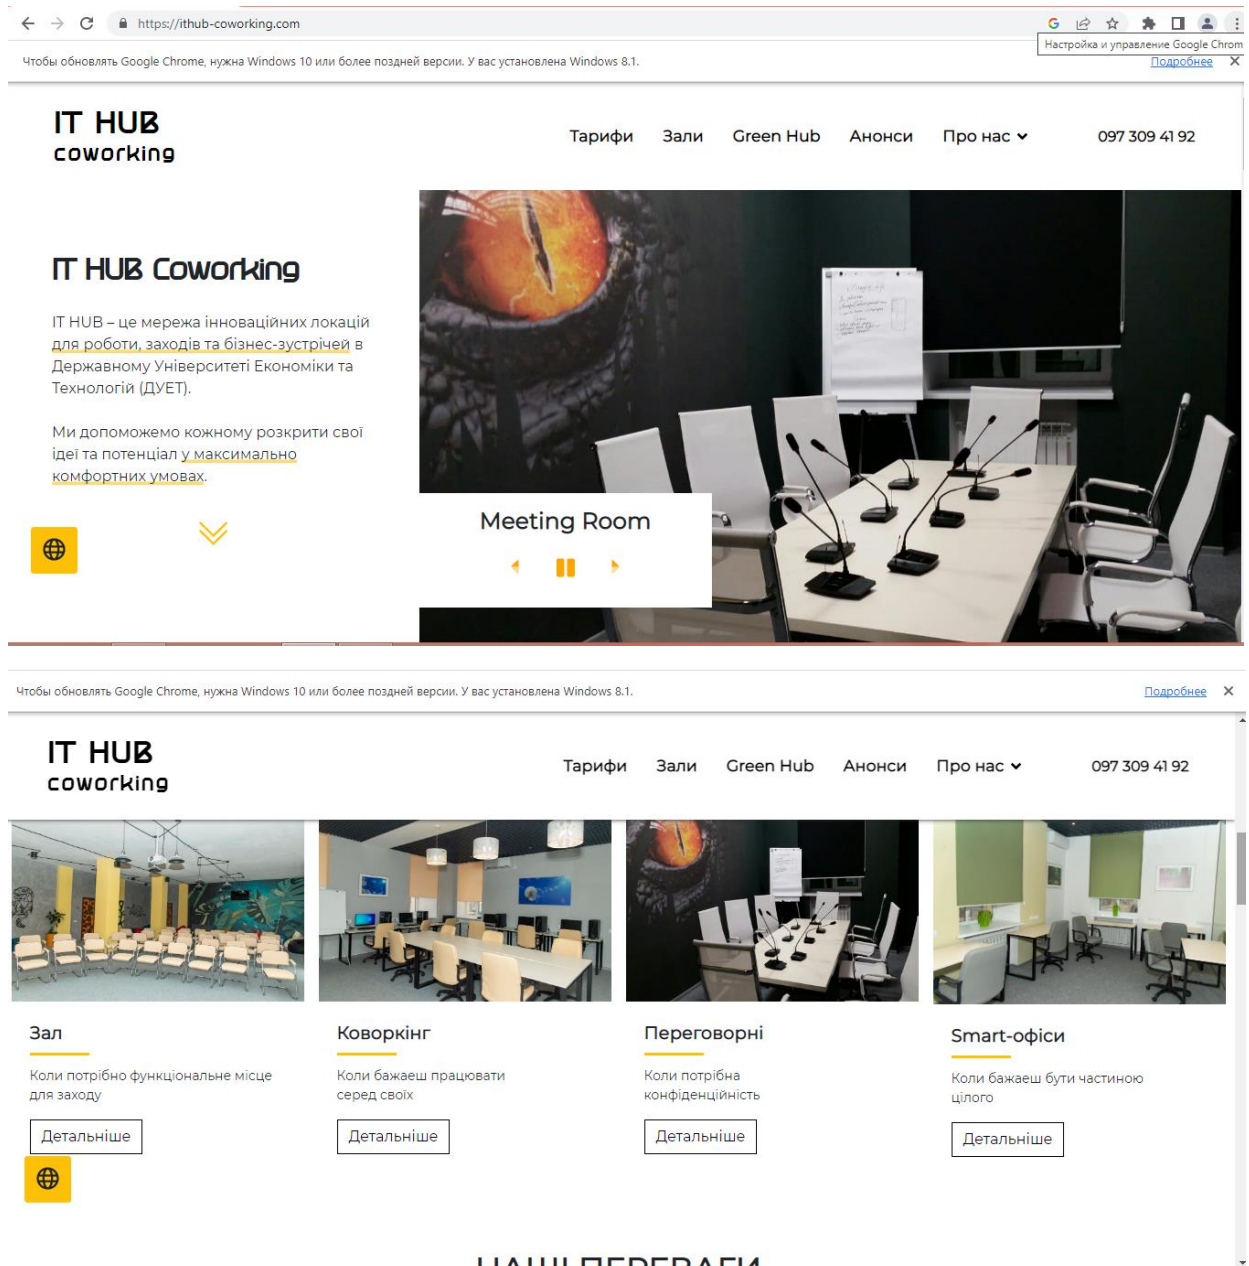 https://ithub-coworking.com
Настройка и управление Google Chrom
Чтобы обновлять Google Chrome, нужна Windows 10 или более поздней версии. У вас установлена Windows 8.1.
Подробнее
IT HUB
coworking
Тарифи Зали Green Hub Анонси Про нас 097 309 41 92
IT HUB Coworking
IT HUB – це мережа інноваційних локацій
для роботи, заходів та бізнес-зустрічей в
Державному Університеті Економіки та
Технологій (ДУЕТ).
Ми допоможемо кожному розкрити свої
ідеї та потенціал у максимально
комфортних умовах.
Meeting Room
Чтобы обновлять Google Chrome, нужна Windows 10 или более поздней версии. У вас установлена Windows 8.1.
Подробнее
IT HUB
coworking
Тарифи Зали Green Hub Анонси Про нас 097 309 41 92
Зал
Коли потрібно функціональне місце
для заходу
Детальніше
Коворкінг
Коли бажаєш працювати
серед своїх
Детальніше
Переговорні
Коли потрібна
конфіденційність
Детальніше
Smart-офіси
Коли бажаєш бути частиною
цілого
Детальніше
НАШІ ПЕРЕВАГИ